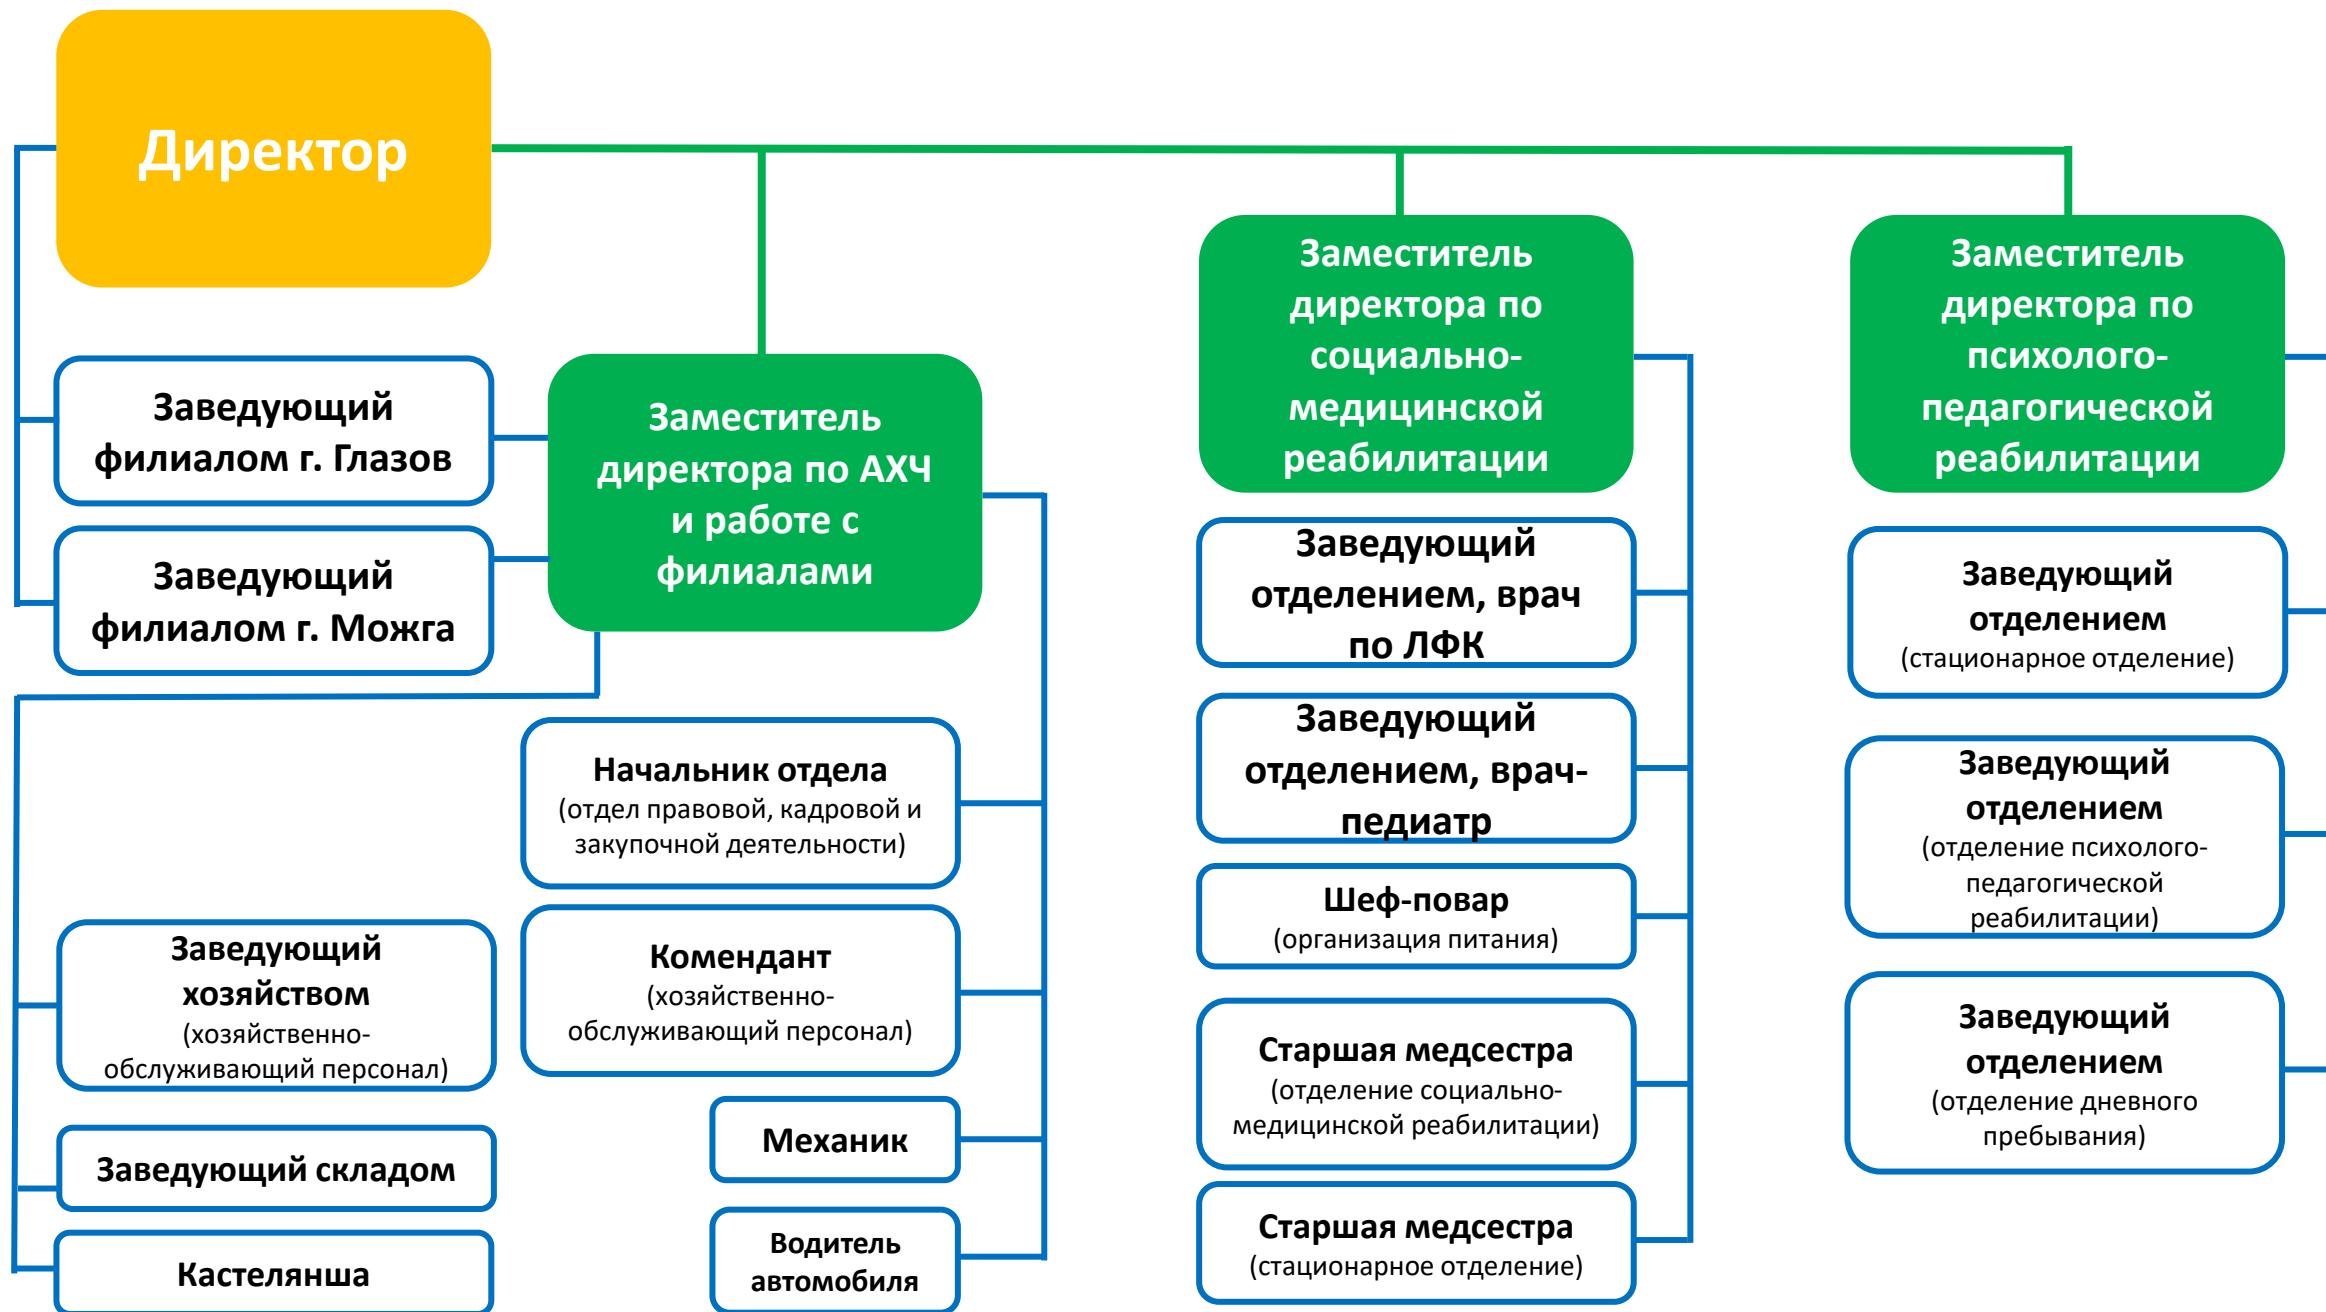 Директор
Заведующий
филиалом г. Глазов
Заведующий
филиалом г. Можга
Заместитель
директора по АХЧ
и работе с
филиалами
Заместитель
директора по
социально-
медицинской
реабилитации
Заместитель
директора по
психолого-
педагогической
реабилитации
Заведующий
хозяйством
(хозяйственно-
обслуживающий персонал)
Заведующий складом
Кастелянша
Начальник отдела
(отдел правовой, кадровой и
закупочной деятельности)
Комендант
(хозяйственно-
обслуживающий персонал)
Механик
Водитель
автомобиля
Заведующий
отделением, врач
по ЛФК
Заведующий
отделением, врач-
педиатр
Шеф-повар
(организация питания)
Старшая медсестра
(отделение социально-
медицинской реабилитации)
Старшая медсестра
(стационарное отделение)
Заведующий
отделением
(стационарное отделение)
Заведующий
отделением
(отделение психолого-
педагогической
реабилитации)
Заведующий
отделением
(отделение дневного
пребывания)